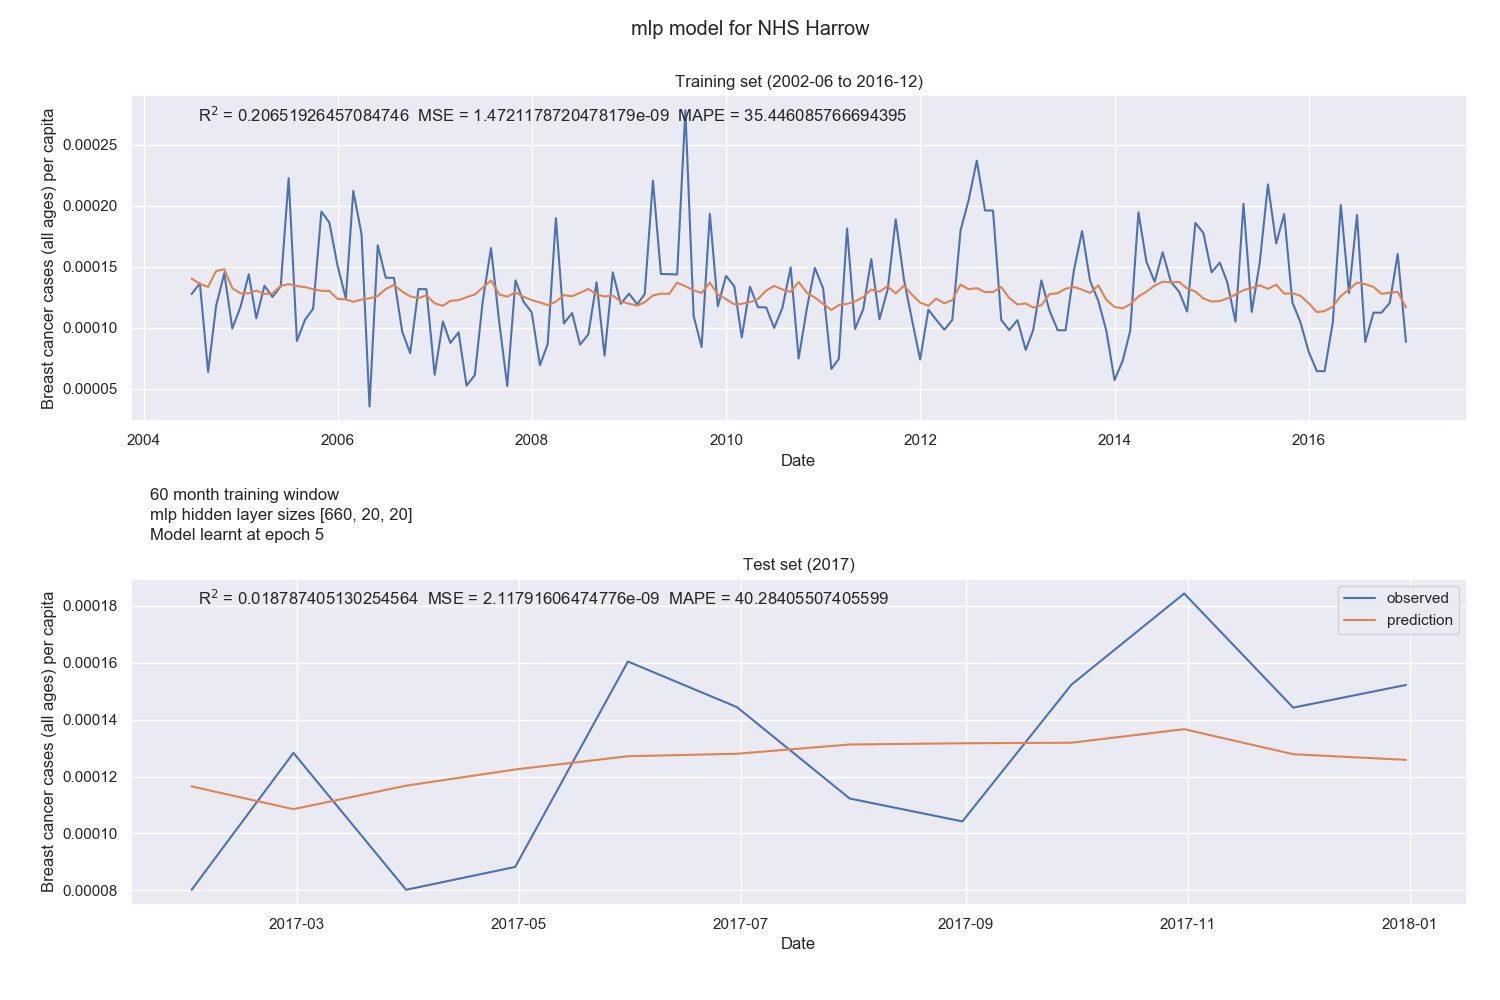 mlp model for NHS Harrow
Training set (2002-06 to 2016-12)
R² = 0.20651926457084746 MSE = 1.4721178720478179e-09 MAPE = 35.446085766694395
Breast cancer cases (all ages) per capita
0.00025
0.00020
0.00015
0.00010
0.00005
2004 2006 2008 2010 2012 2014 2016
Date
60 month training window
mlp hidden layer sizes [660, 20, 20]
Model learnt at epoch 5
Test set (2017)
R² = 0.018787405130254564 MSE = 2.11791606474776e-09 MAPE = 40.28405507405599
observed
prediction
Breast cancer cases (all ages) per capita
0.00018
0.00016
0.00014
0.00012
0.00010
0.00008
2017-03 2017-05 2017-07 2017-09 2017-11 2018-01
Date